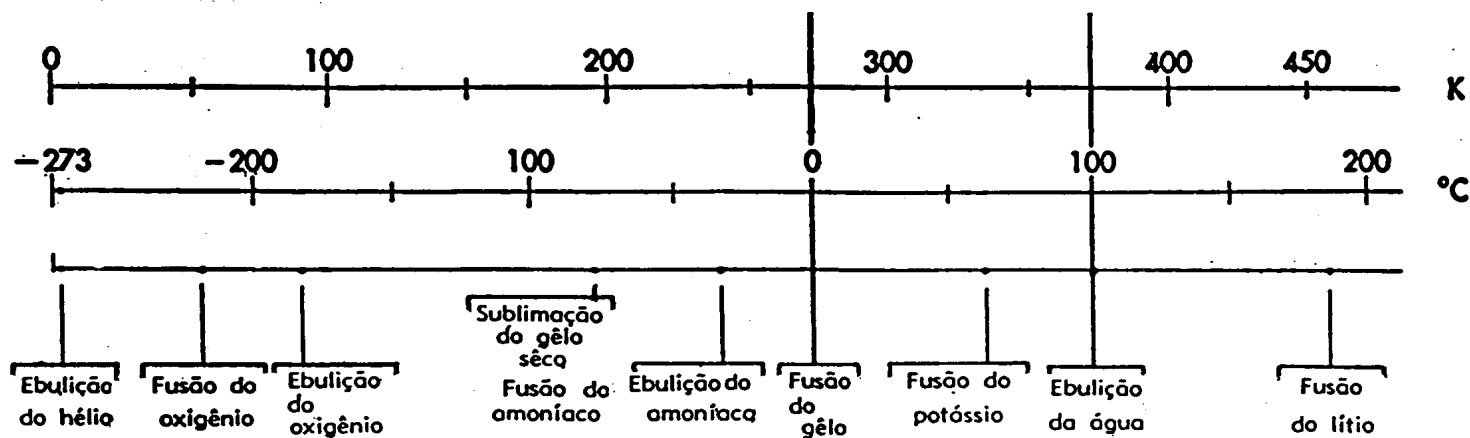 0 100 200 300 400 450
K
−273 −200 100 0 100 200
°C
Ebulição
do hélio
Fusão do
oxigênio
Ebulição
do
oxigênio
Sublimação
do gêlo
sêco
Fusão do
amoníaco
Ebulição do
amoníaco
Fusão
do
gêlo
Fusão do
potássio
Ebulição
da água
Fusão
do lítio